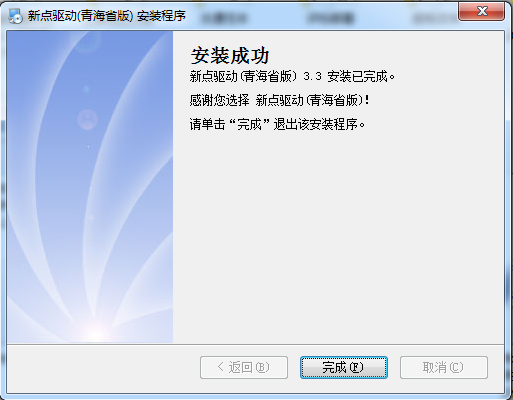 新点驱动(青海省版) 安装程序
安装成功
新点驱动(青海省版) 3.3 安装已完成。
感谢您选择 新点驱动(青海省版)!
请单击“完成”退出该安装程序。
< 返回(B)
完成(F)
取消(C)